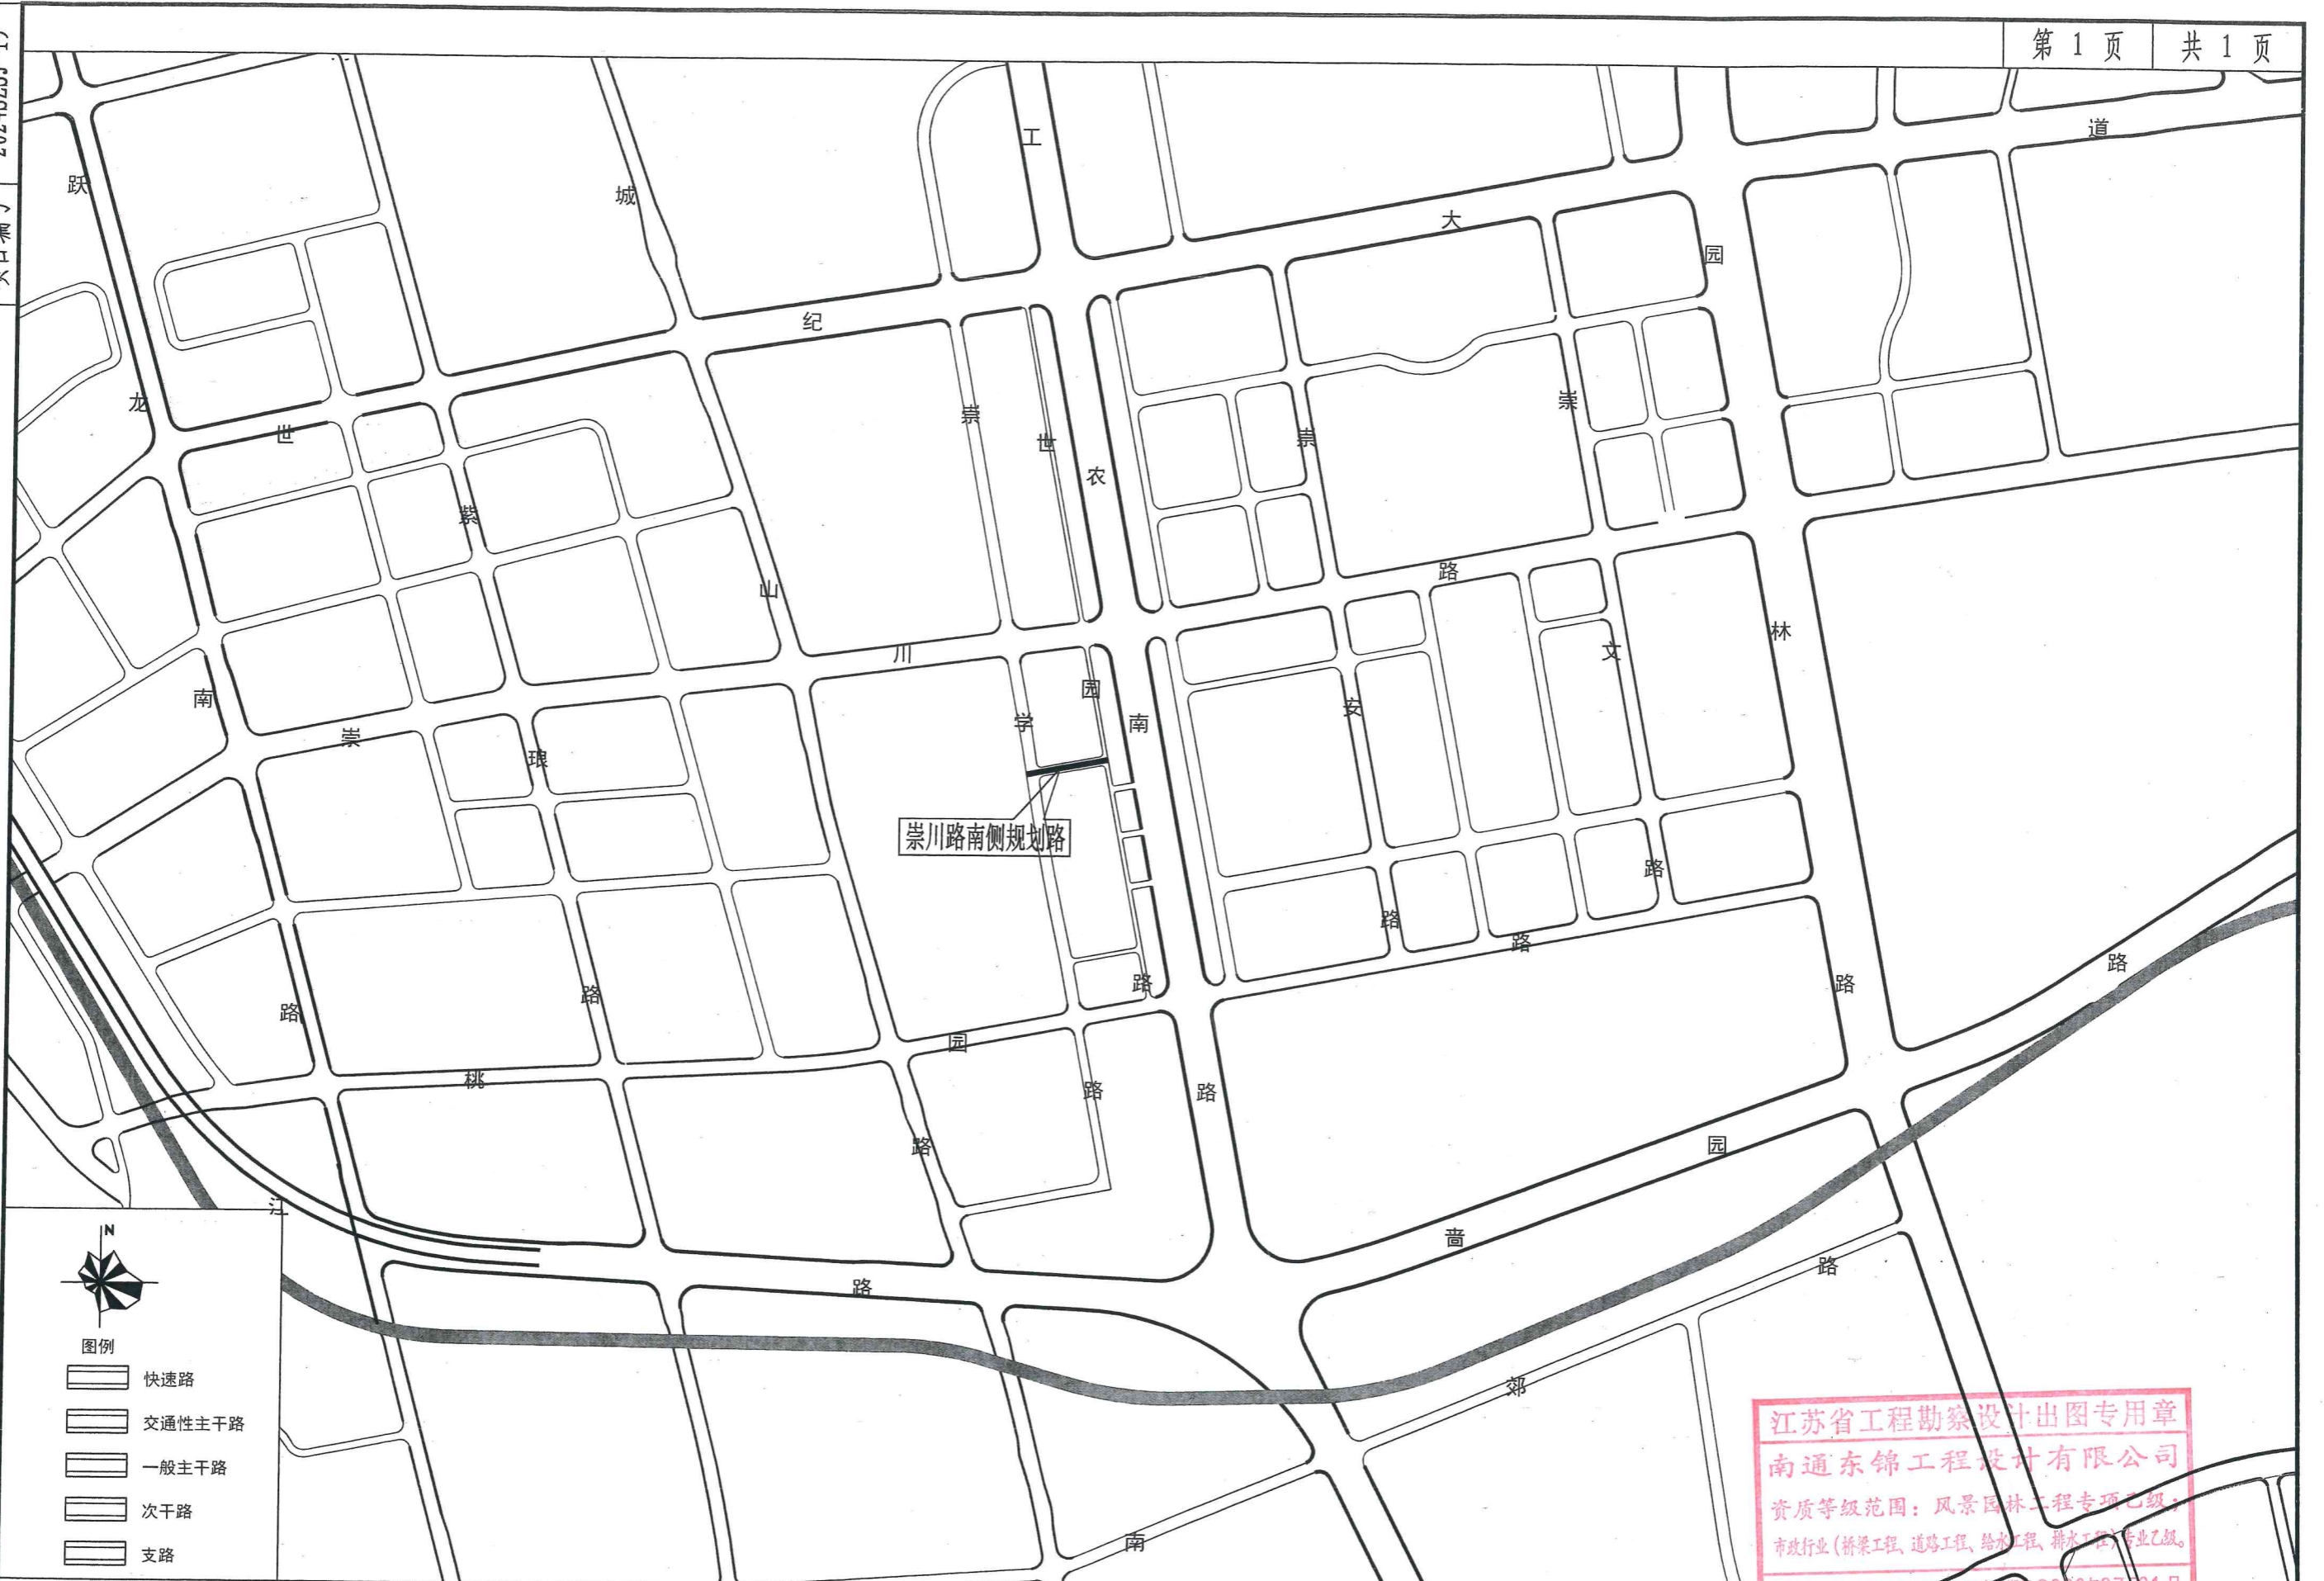 第 1 页 共 1 页
跃
龙
南
路
城
山
路
工
农
南
路
世
纪
大
道
园
林
路
紫
琅
路
崇
学
路
世
园
路
崇
安
路
崇
文
路
崇
川
路
桃
园
路
江
路
啬
园
路
南
郊
路
崇川路南侧规划路
N
图例
快速路
交通性主干路
一般主干路
次干路
支路
江苏省工程勘察设计出图专用章
南通东锦工程设计有限公司
资质等级范围：风景园林工程专项乙级；
市政行业（桥梁工程、道路工程、给水工程、排水工程）专业乙级。